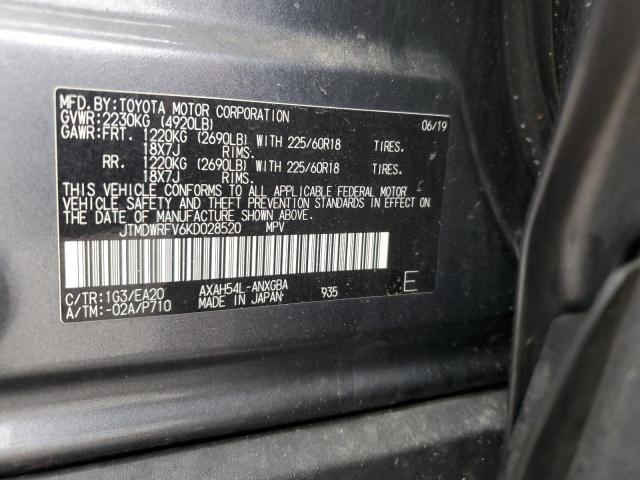 MFD. BY: TOYOTA MOTOR CORPORATION 06/19
GVWR: 2230KG (4920LB)
GAWR: FRT. 1220KG (2690LB) WITH 225/60R18 TIRES.
18X7J RIMS.
RR. 1220KG (2690LB) WITH 225/60R18 TIRES.
18X7J RIMS.
THIS VEHICLE CONFORMS TO ALL APPLICABLE FEDERAL MOTOR
VEHICLE SAFETY AND THEFT PREVENTION STANDARDS IN EFFECT ON
THE DATE OF MANUFACTURE SHOWN ABOVE.
JTMDWRFV6KD028520 MPV
C/TR: 1G3/EA20 AXAH54L-ANXGBA E
A/TM: -02A/P710 MADE IN JAPAN 935